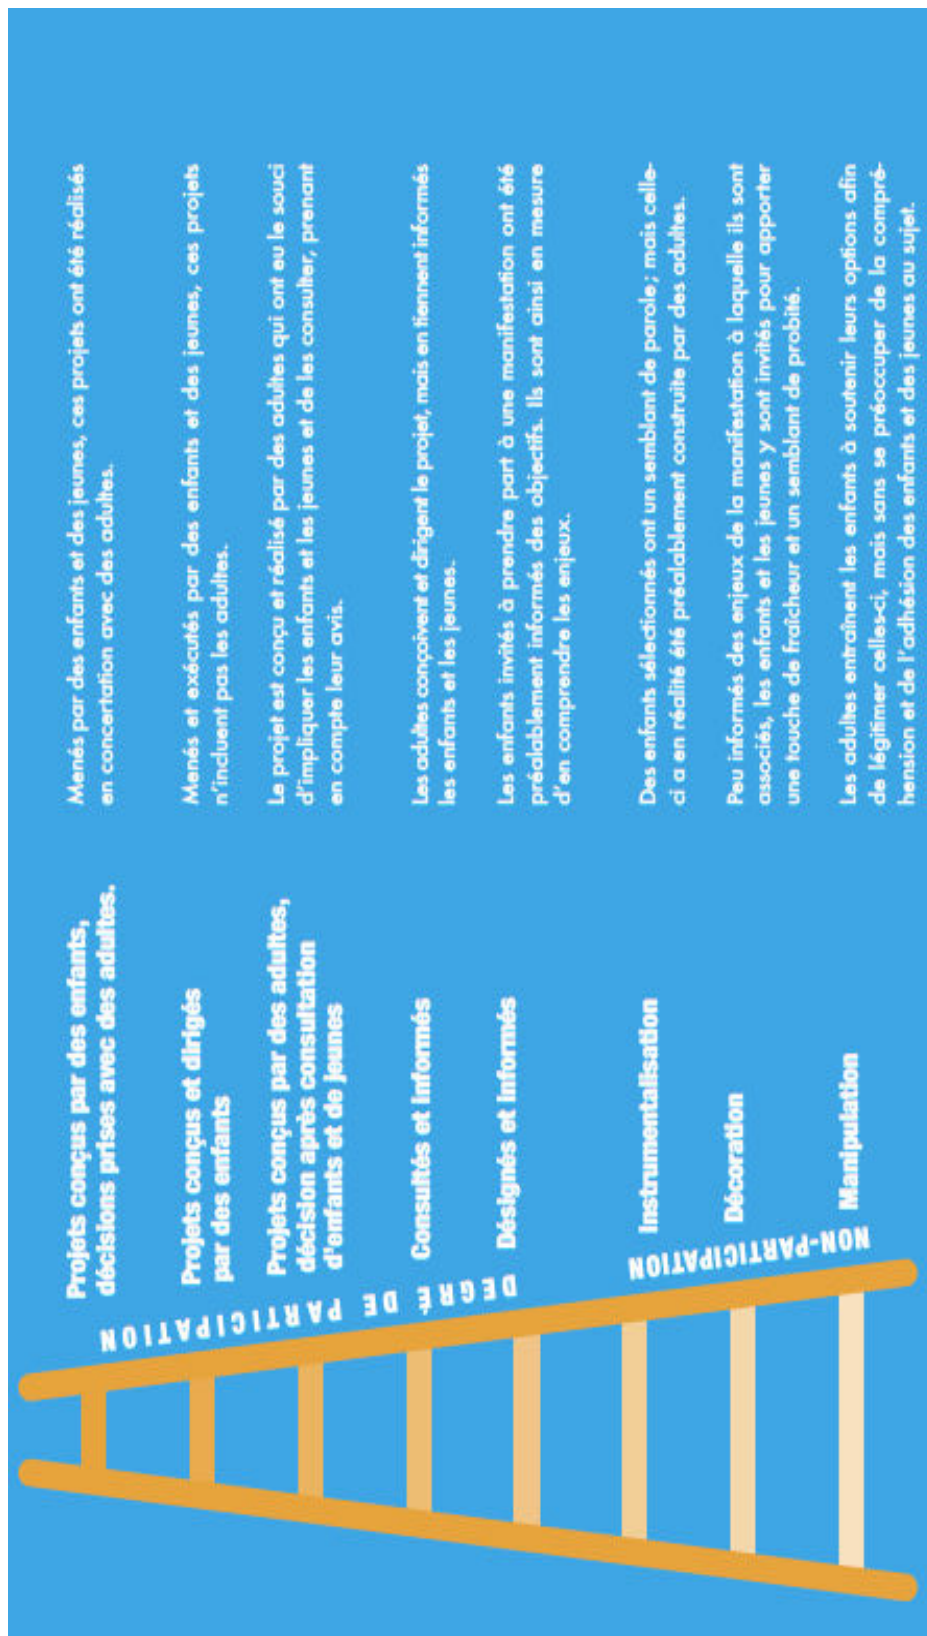 Projets conçus par des enfants,
décisions prises avec des adultes.
Menés par des enfants et des jeunes, ces projets ont été réalisés
en concertation avec des adultes.
Projets conçus et dirigés
par des enfants
Menés et exécutés par des enfants et des jeunes, ces projets
n'incluent pas les adultes.
Projets conçus par des adultes,
décision après consultation
d'enfants et de jeunes
Le projet est conçu et réalisé par des adultes qui ont eu le souci
d'impliquer les enfants et les jeunes et de les consulter, prenant
en compte leur avis.
Consultés et informés
Les adultes conçoivent et dirigent le projet, mais en tiennent informés
les enfants et les jeunes.
Désignés et informés
Les enfants invités à prendre part à une manifestation ont été
préalablement informés des objectifs. Ils sont ainsi en mesure
d'en comprendre les enjeux.
Instrumentalisation
Des enfants sélectionnés ont un semblant de parole; mais celle-
ci a en réalité été préalablement construite par des adultes.
Décoration
Peu informés des enjeux de la manifestation à laquelle ils sont
associés, les enfants et les jeunes y sont invités pour apporter
une touche de fraîcheur et un semblant de probité.
Manipulation
Les adultes entraînent les enfants à soutenir leurs options afin
de légitimer celles-ci, mais sans se préoccuper de la compré-
hension et de l'adhésion des enfants et des jeunes au sujet.
DEGRÉ DE PARTICIPATION
NON-PARTICIPATION